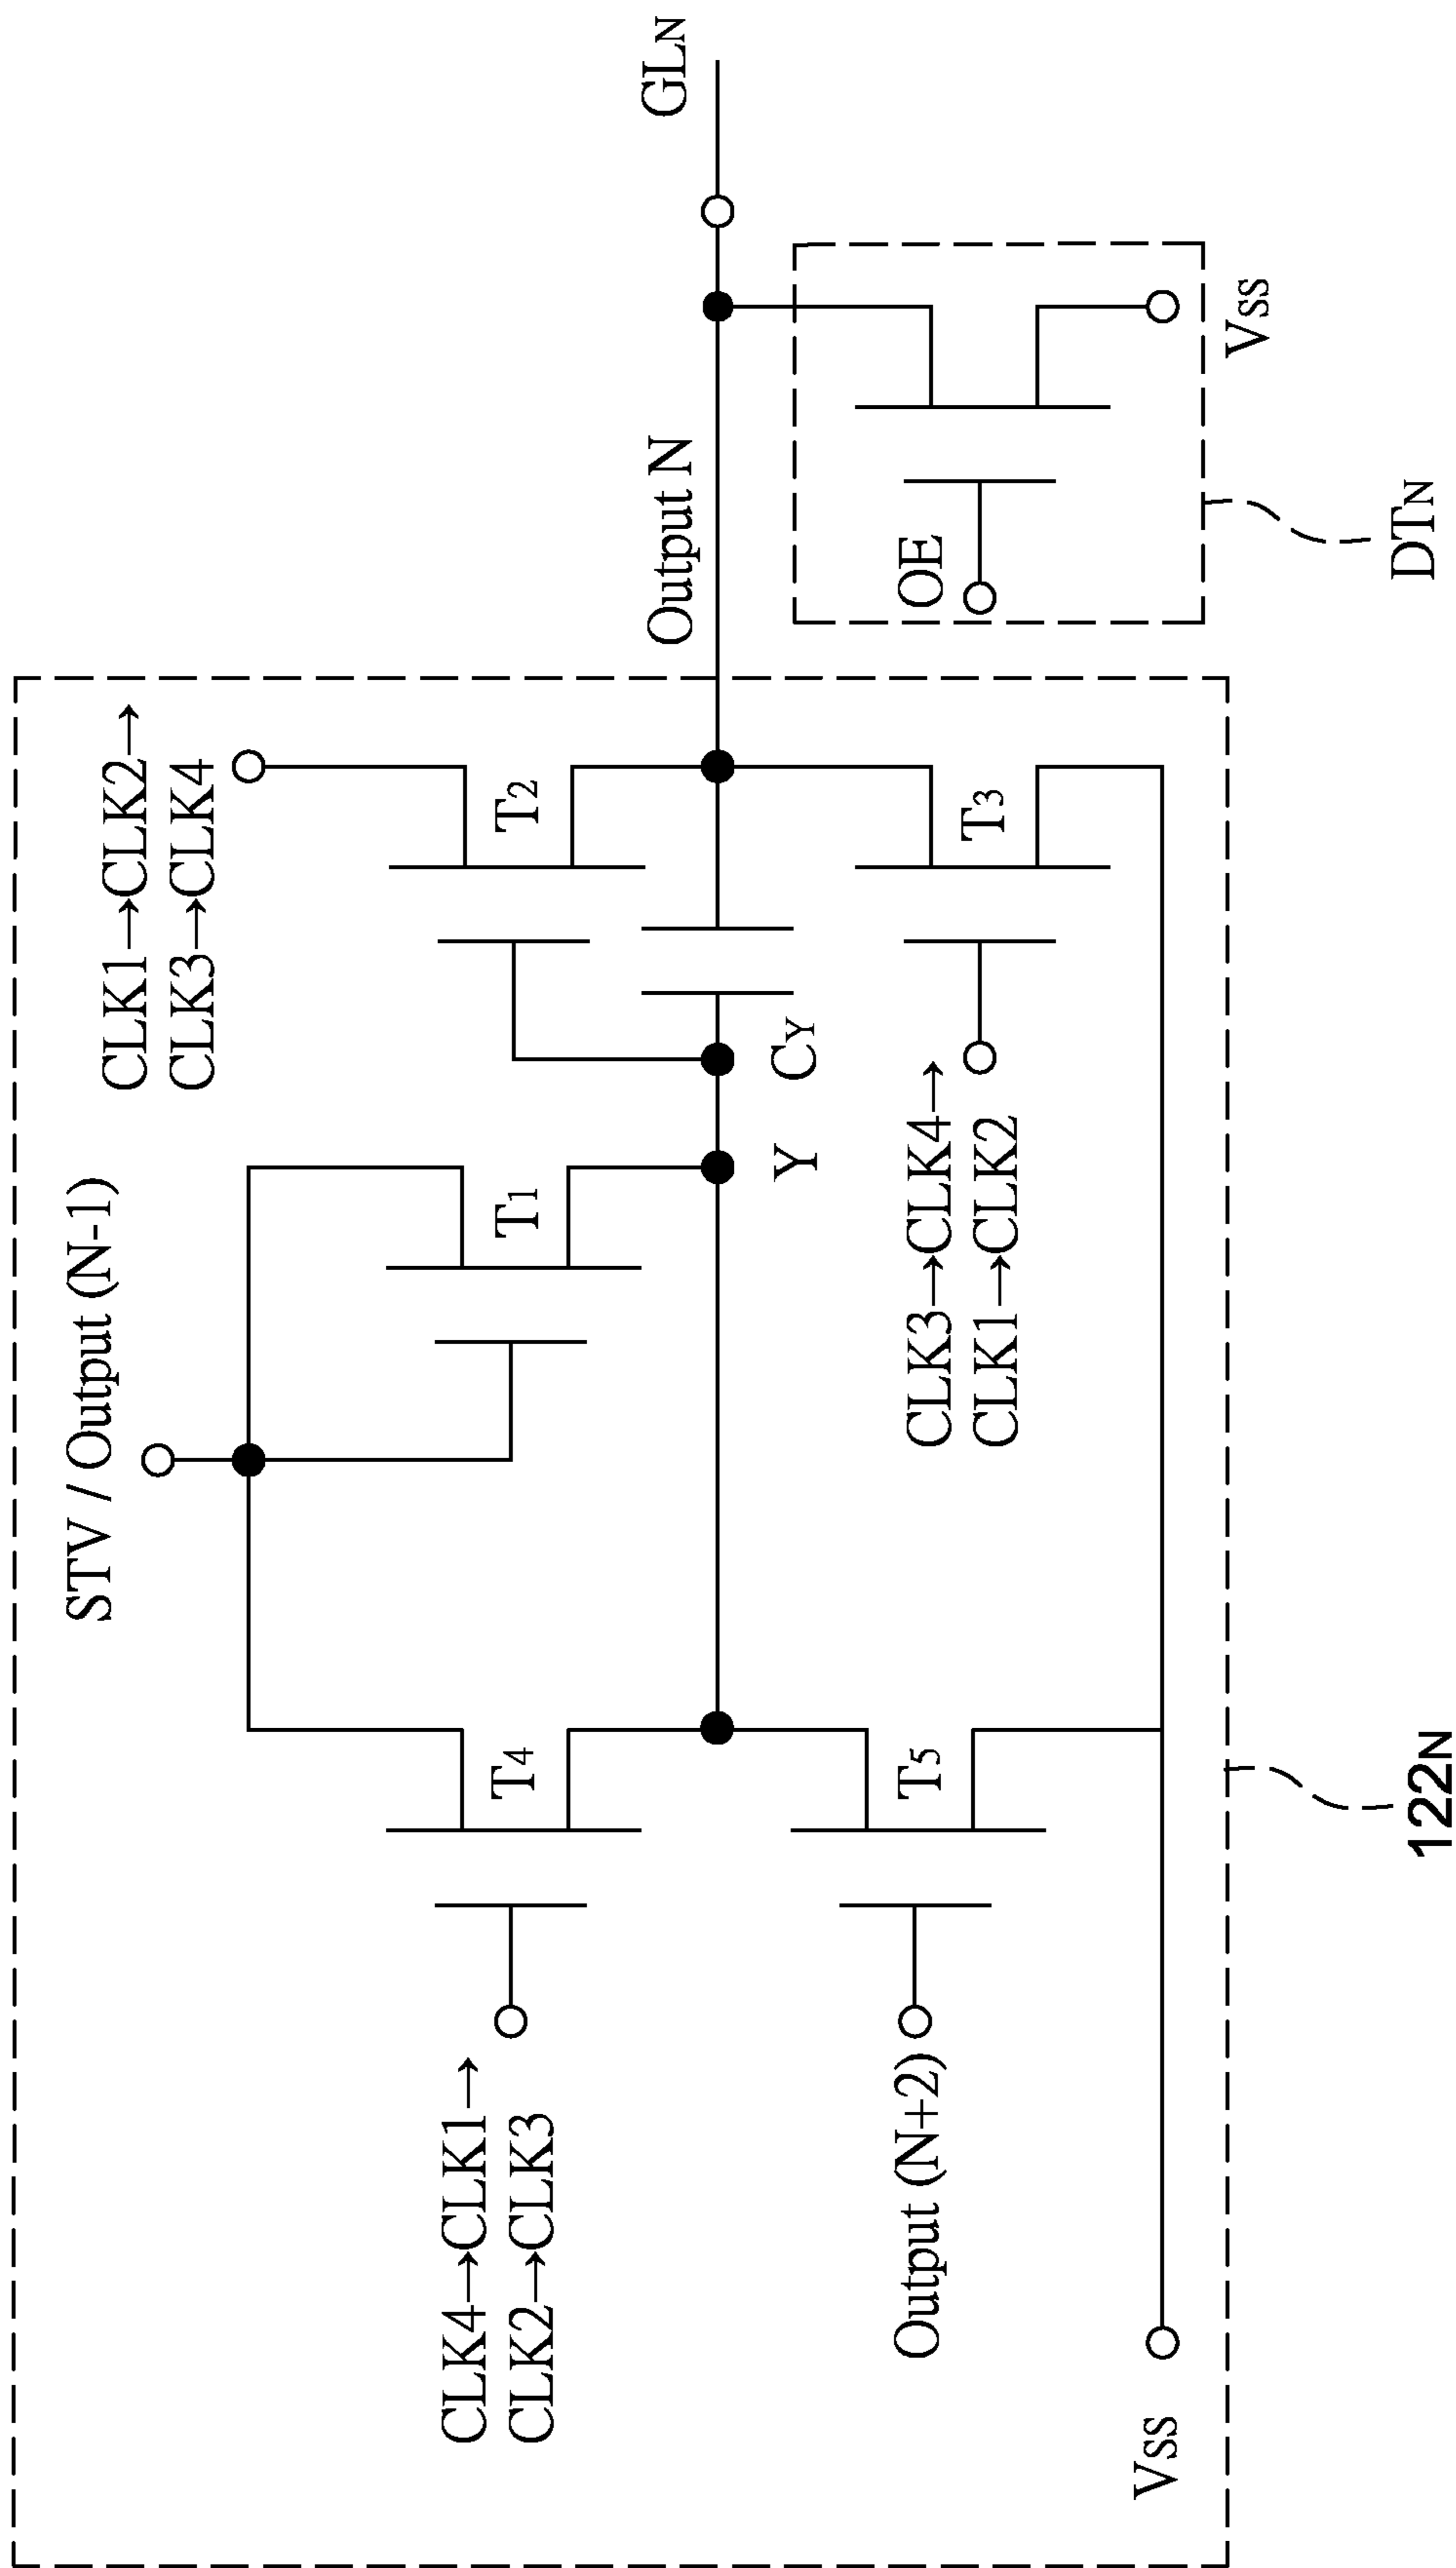 STV / Output (N-1)
CLK1→CLK2→
CLK3→CLK4
CLK4→CLK1→
CLK2→CLK3
T4
T1
T2
Output N
GLN
Y
CY
Output (N+2)
T5
CLK3→CLK4→
CLK1→CLK2
T3
OE
Vss
Vss
122N
DTN